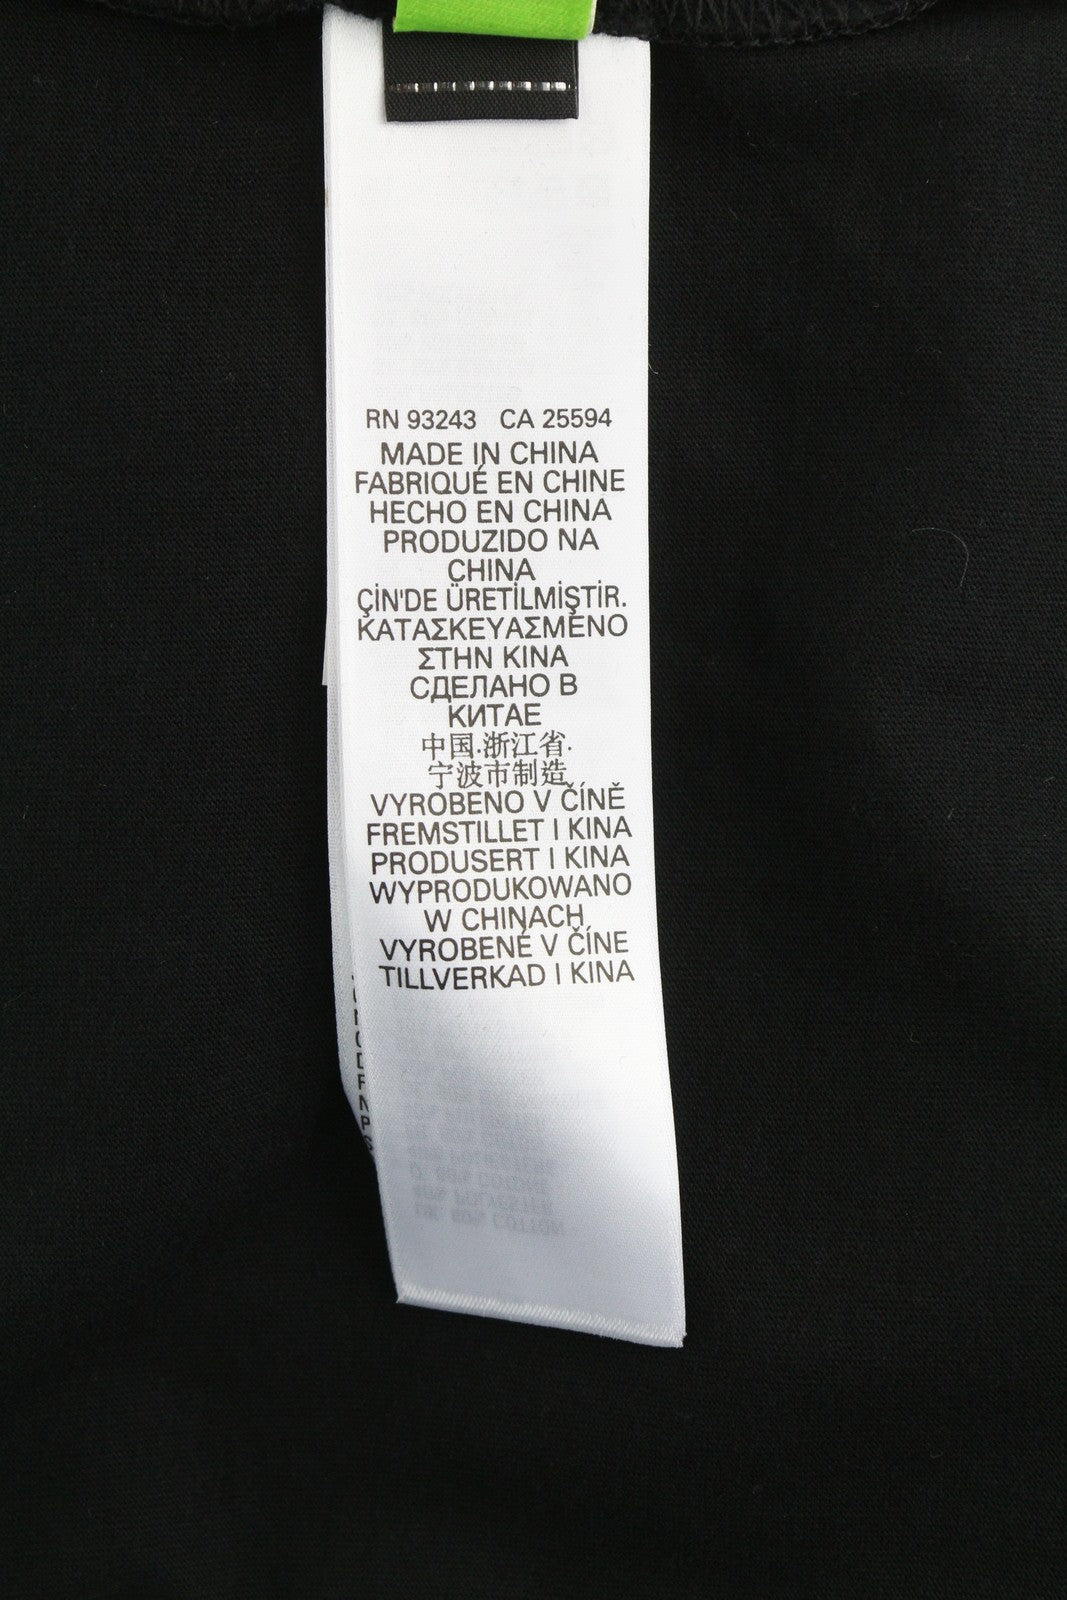 RN 93243 CA 25594
MADE IN CHINA
FABRIQUÉ EN CHINE
HECHO EN CHINA
PRODUZIDO NA
CHINA
ÇİN'DE ÜRETİLMİŞTİR.
ΚΑΤΑΣΚΕΥΑΣΜΕΝΟ
ΣΤΗΝ ΚΙΝΑ
СДЕЛАНО В
КИТАЕ
中国.浙江省.
宁波市制造
VYROBENO V ČÍNĚ
FREMSTILLET I KINA
PRODUSERT I KINA
WYPRODUKOWANO
W CHINACH
VYROBENÉ V ČÍNE
TILLVERKAD I KINA